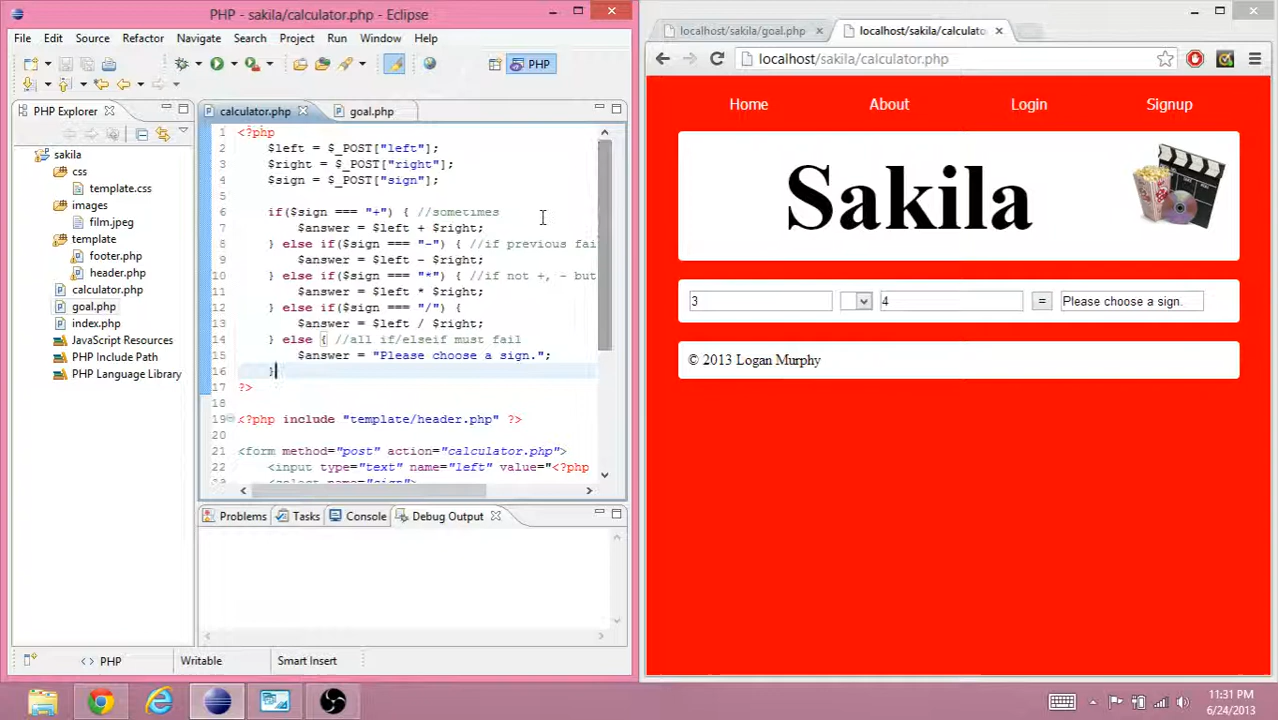 PHP - sakila/calculator.php - Eclipse
File Edit Source Refactor Navigate Search Project Run Window Help
PHP
PHP Explorer
sakila
css
template.css
images
film.jpeg
template
footer.php
header.php
calculator.php
goal.php
index.php
JavaScript Resources
PHP Include Path
PHP Language Library
calculator.php goal.php
1 <?php
2 $left = $_POST["left"];
3 $right = $_POST["right"];
4 $sign = $_POST["sign"];
5
6 if($sign === "+") { //sometimes
7 $answer = $left + $right;
8 } else if($sign === "-") { //if previous fai
9 $answer = $left - $right;
10 } else if($sign === "*") { //if not +, - but
11 $answer = $left * $right;
12 } else if($sign === "/") {
13 $answer = $left / $right;
14 } else { //all if/elseif must fail
15 $answer = "Please choose a sign.";
16 }
17 ?>
18
19 <?php include "template/header.php" ?>
20
21 <form method="post" action="calculator.php">
22 <input type="text" name="left" value="<?php
23 <select name="sign">
Problems Tasks Console Debug Output
PHP Writable Smart Insert
localhost/sakila/goal.php localhost/sakila/calculato
localhost/sakila/calculator.php
Home About Login Signup
Sakila
3 4 = Please choose a sign.
© 2013 Logan Murphy
11:31 PM
6/24/2013